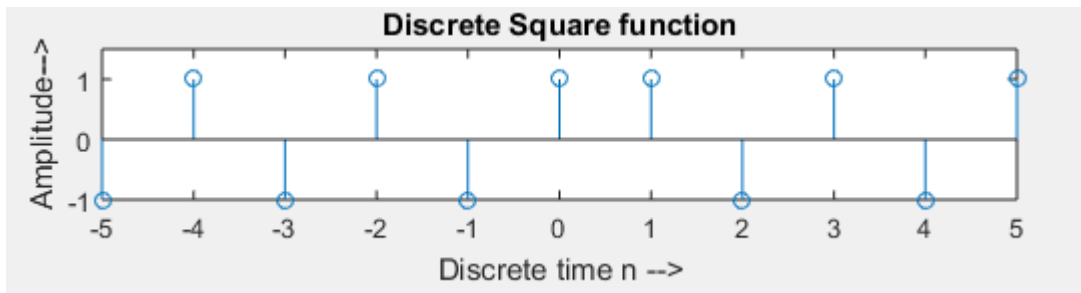 Discrete Square function
Amplitude-->
1
0
-1
-5 -4 -3 -2 -1 0 1 2 3 4 5
Discrete time n -->